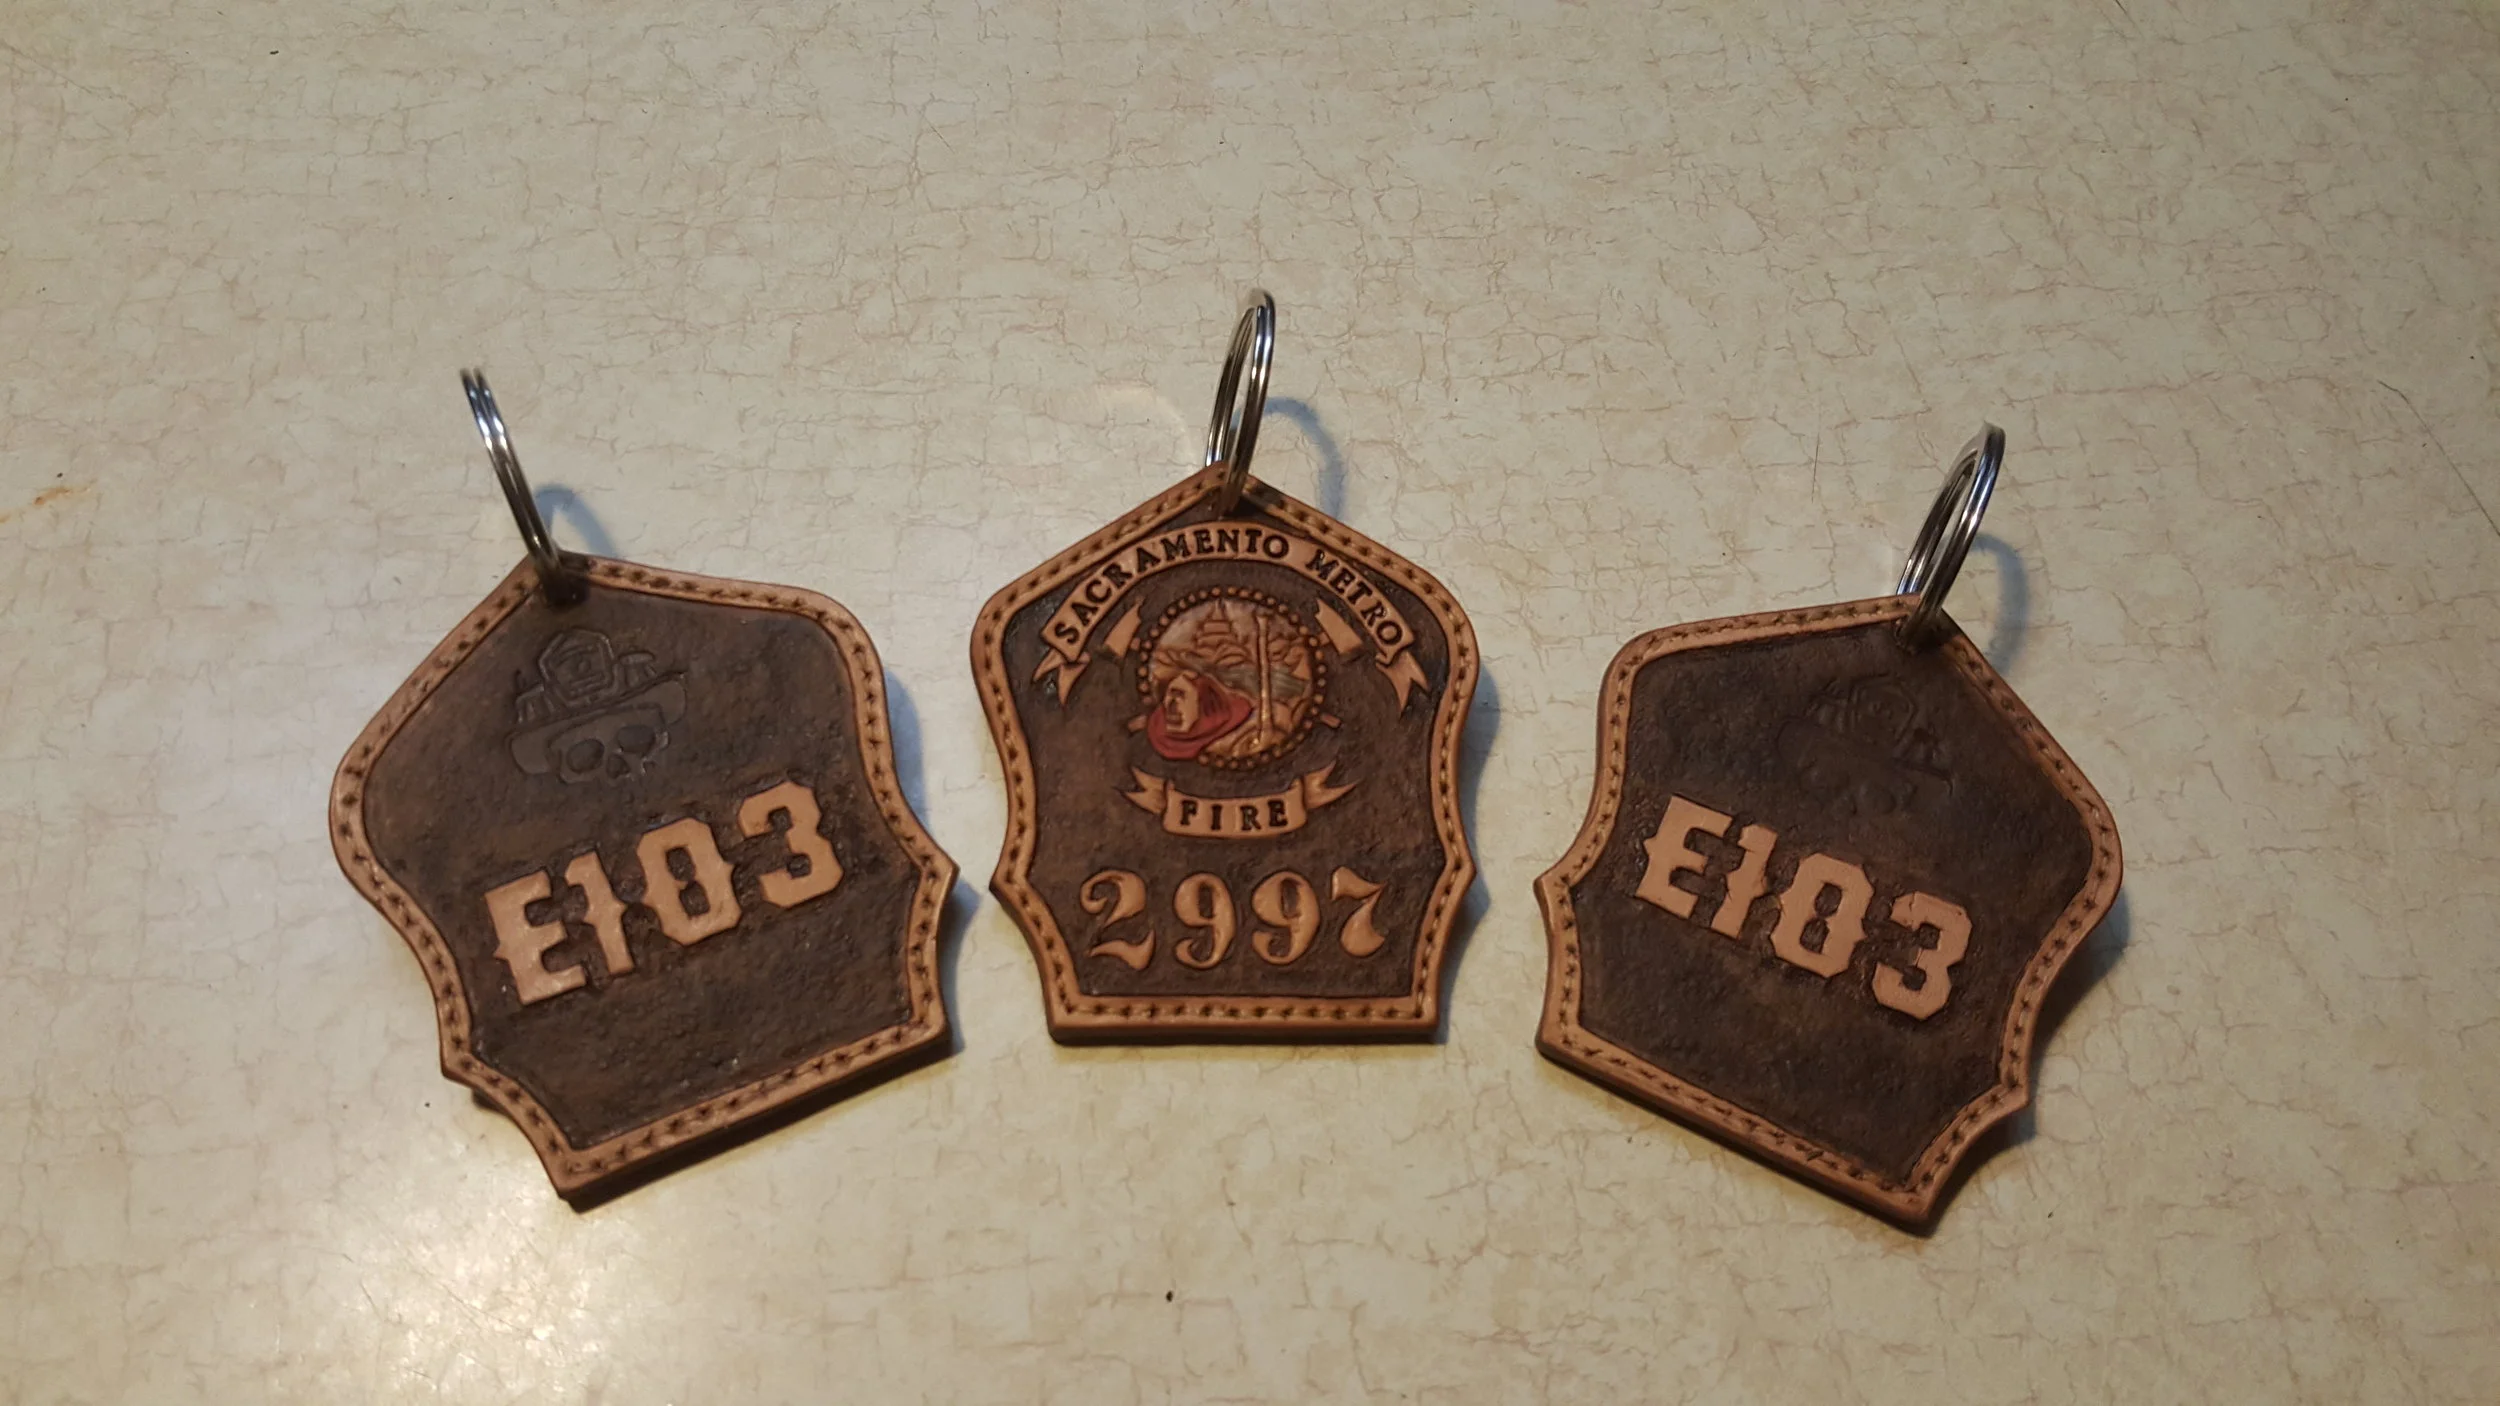 E103
SACRAMENTO METRO
FIRE
2997
E103